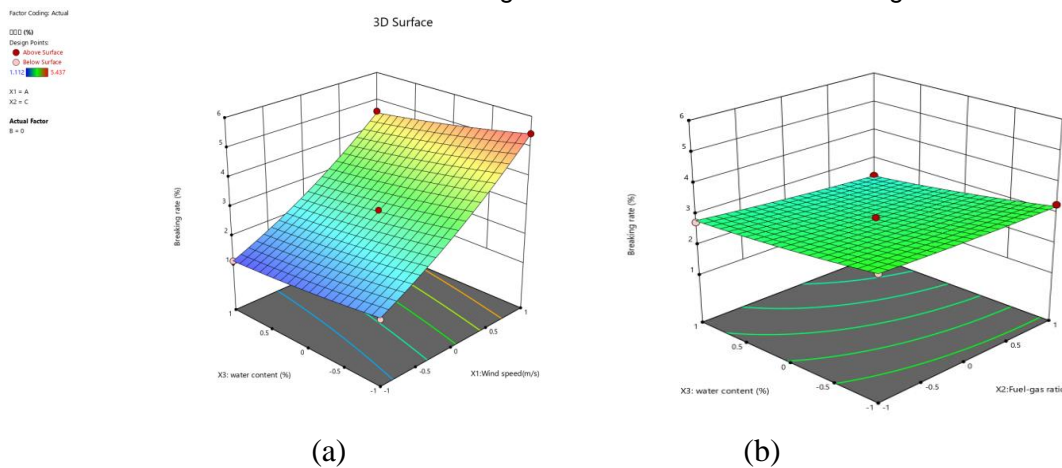 Factor Coding: Actual
3D Surface
□□□ (%)
Design Points:
Above Surface
Below Surface
1.112 5.437
X1 = A
X2 = C
Actual Factor
B = 0
Breaking rate (%)
6
5
4
3
2
1
1
0.5
0
-0.5
-1
-1
-0.5
0
0.5
1
X3: water content (%)
X1:Wind speed(m/s)
Breaking rate (%)
6
5
4
3
2
1
1
0.5
0
-0.5
-1
-1
-0.5
0
0.5
1
X3: water content (%)
X2:Fuel-gas ratio
(a)
(b)